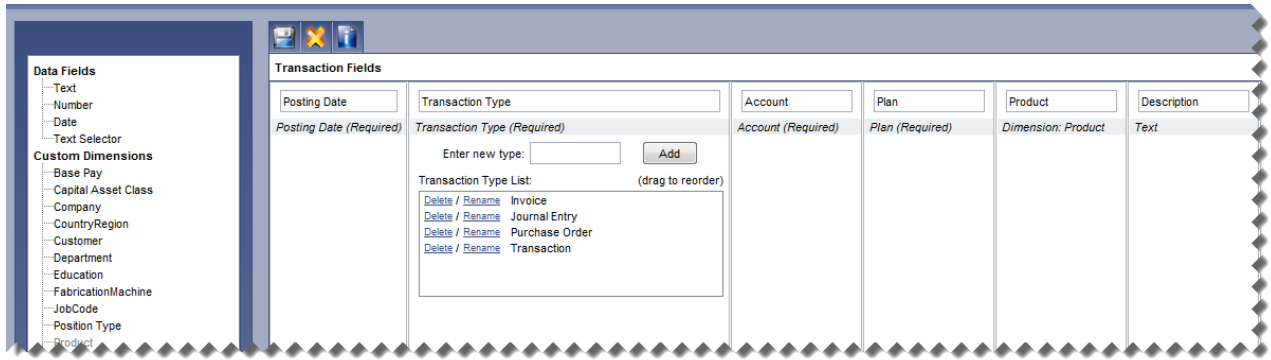 Data Fields
Text
Number
Date
Text Selector
Custom Dimensions
Base Pay
Capital Asset Class
Company
CountryRegion
Customer
Department
Education
FabricationMachine
JobCode
Position Type
Product
Transaction Fields
Posting Date Transaction Type Account Plan Product Description
Posting Date (Required) Transaction Type (Required) Account (Required) Plan (Required) Dimension: Product Text
Enter new type: Add
Transaction Type List: (drag to reorder)
Delete / Rename Invoice
Delete / Rename Journal Entry
Delete / Rename Purchase Order
Delete / Rename Transaction